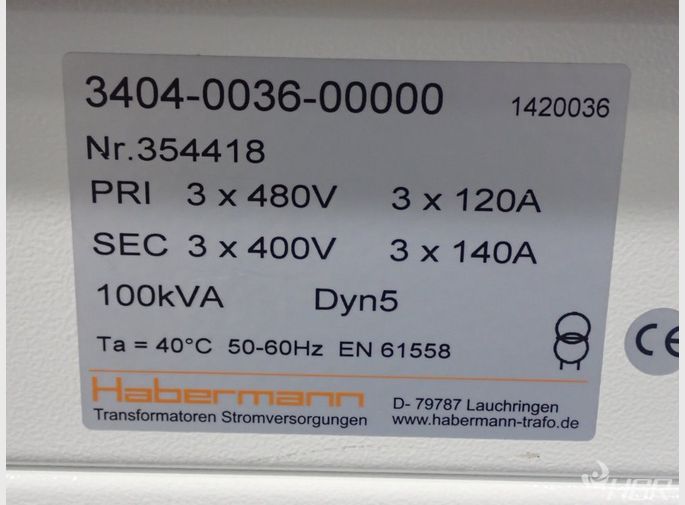 3404-0036-00000 1420036
Nr.354418
PRI 3 x 480V 3 x 120A
SEC 3 x 400V 3 x 140A
100kVA Dyn5
Ta = 40°C 50-60Hz EN 61558
CE
Habermann D- 79787 Lauchringen
Transformatoren Stromversorgungen www.habermann-trafo.de